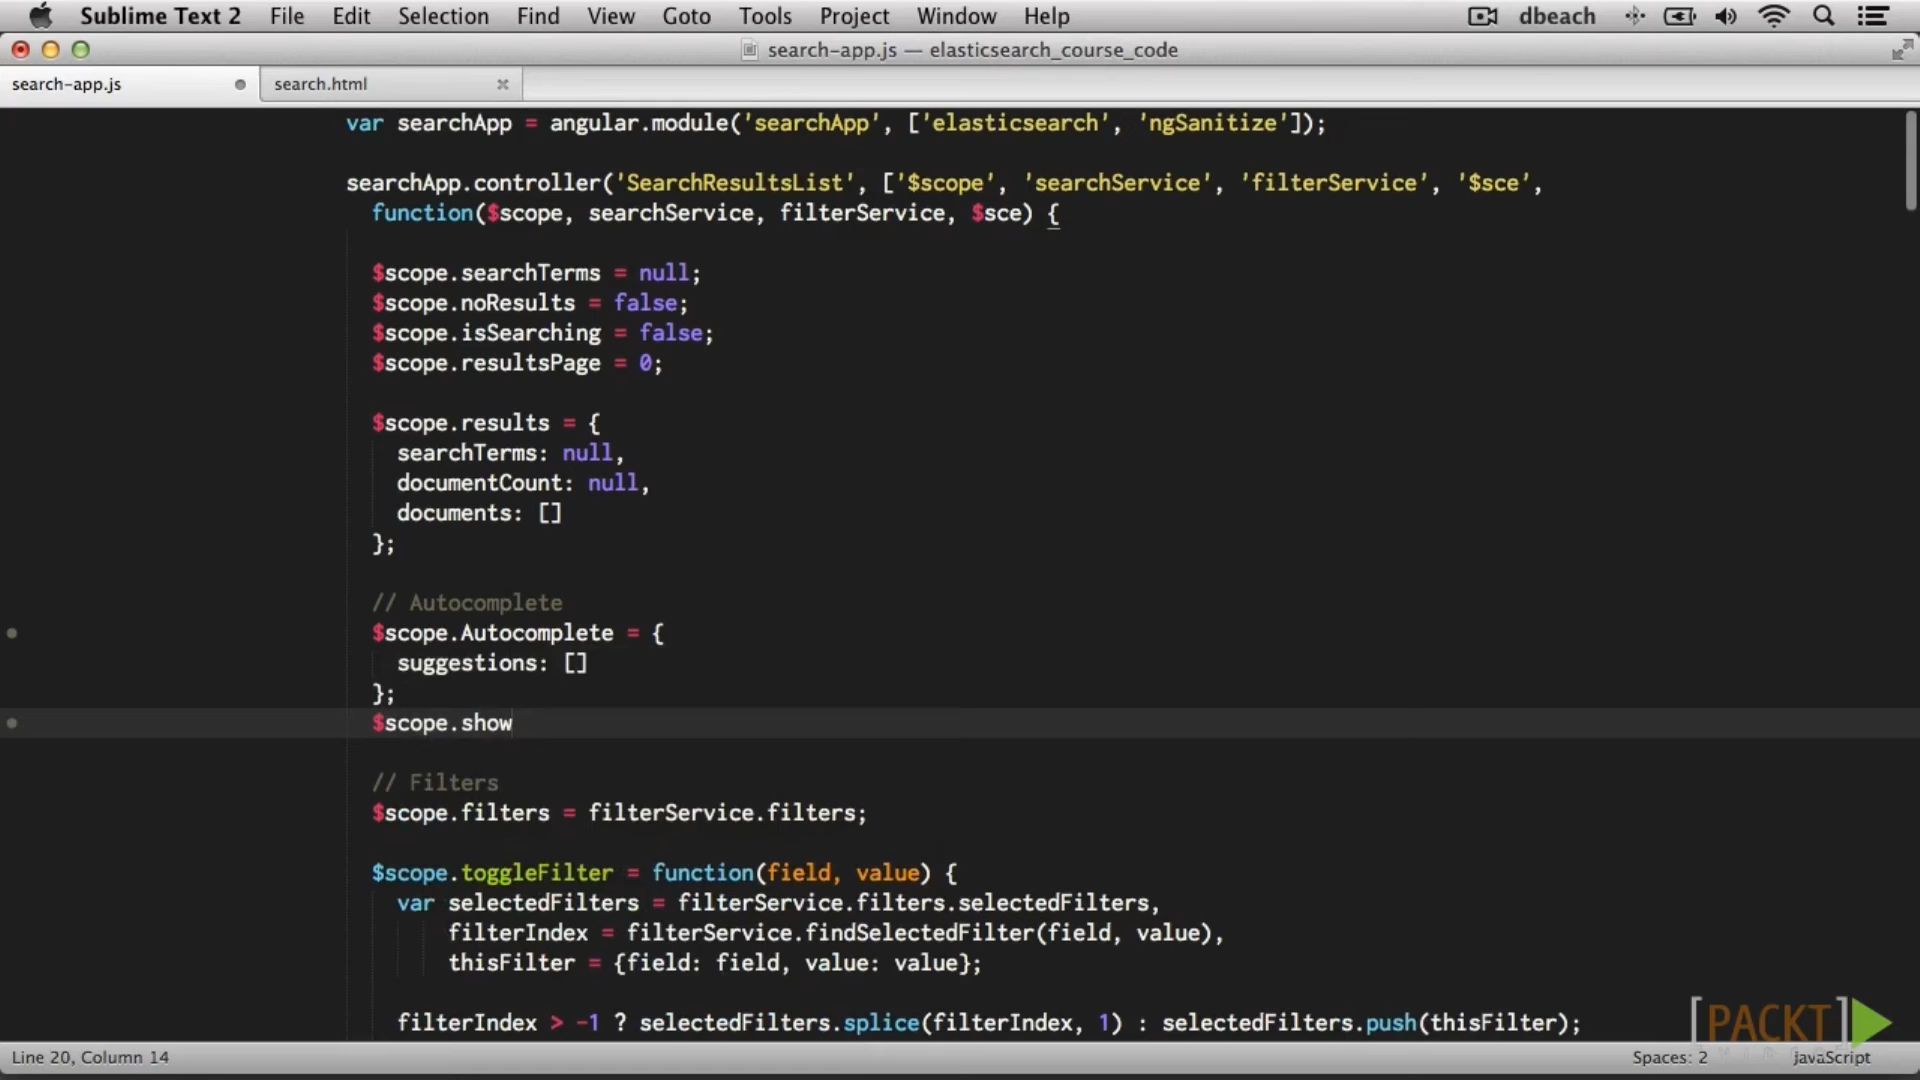 Sublime Text 2 File Edit Selection Find View Goto Tools Project Window Help dbeach
search-app.js — elasticsearch_course_code
search-app.js search.html
var searchApp = angular.module('searchApp', ['elasticsearch', 'ngSanitize']);
searchApp.controller('SearchResultsList', ['$scope', 'searchService', 'filterService', '$sce',
function($scope, searchService, filterService, $sce) {
$scope.searchTerms = null;
$scope.noResults = false;
$scope.isSearching = false;
$scope.resultsPage = 0;
$scope.results = {
searchTerms: null,
documentCount: null,
documents: []
};
// Autocomplete
$scope.Autocomplete = {
suggestions: []
};
$scope.show
// Filters
$scope.filters = filterService.filters;
$scope.toggleFilter = function(field, value) {
var selectedFilters = filterService.filters.selectedFilters,
filterIndex = filterService.findSelectedFilter(field, value),
thisFilter = {field: field, value: value};
filterIndex > -1 ? selectedFilters.splice(filterIndex, 1) : selectedFilters.push(thisFilter);
[PACKT]
Line 20, Column 14 Spaces: 2 JavaScript